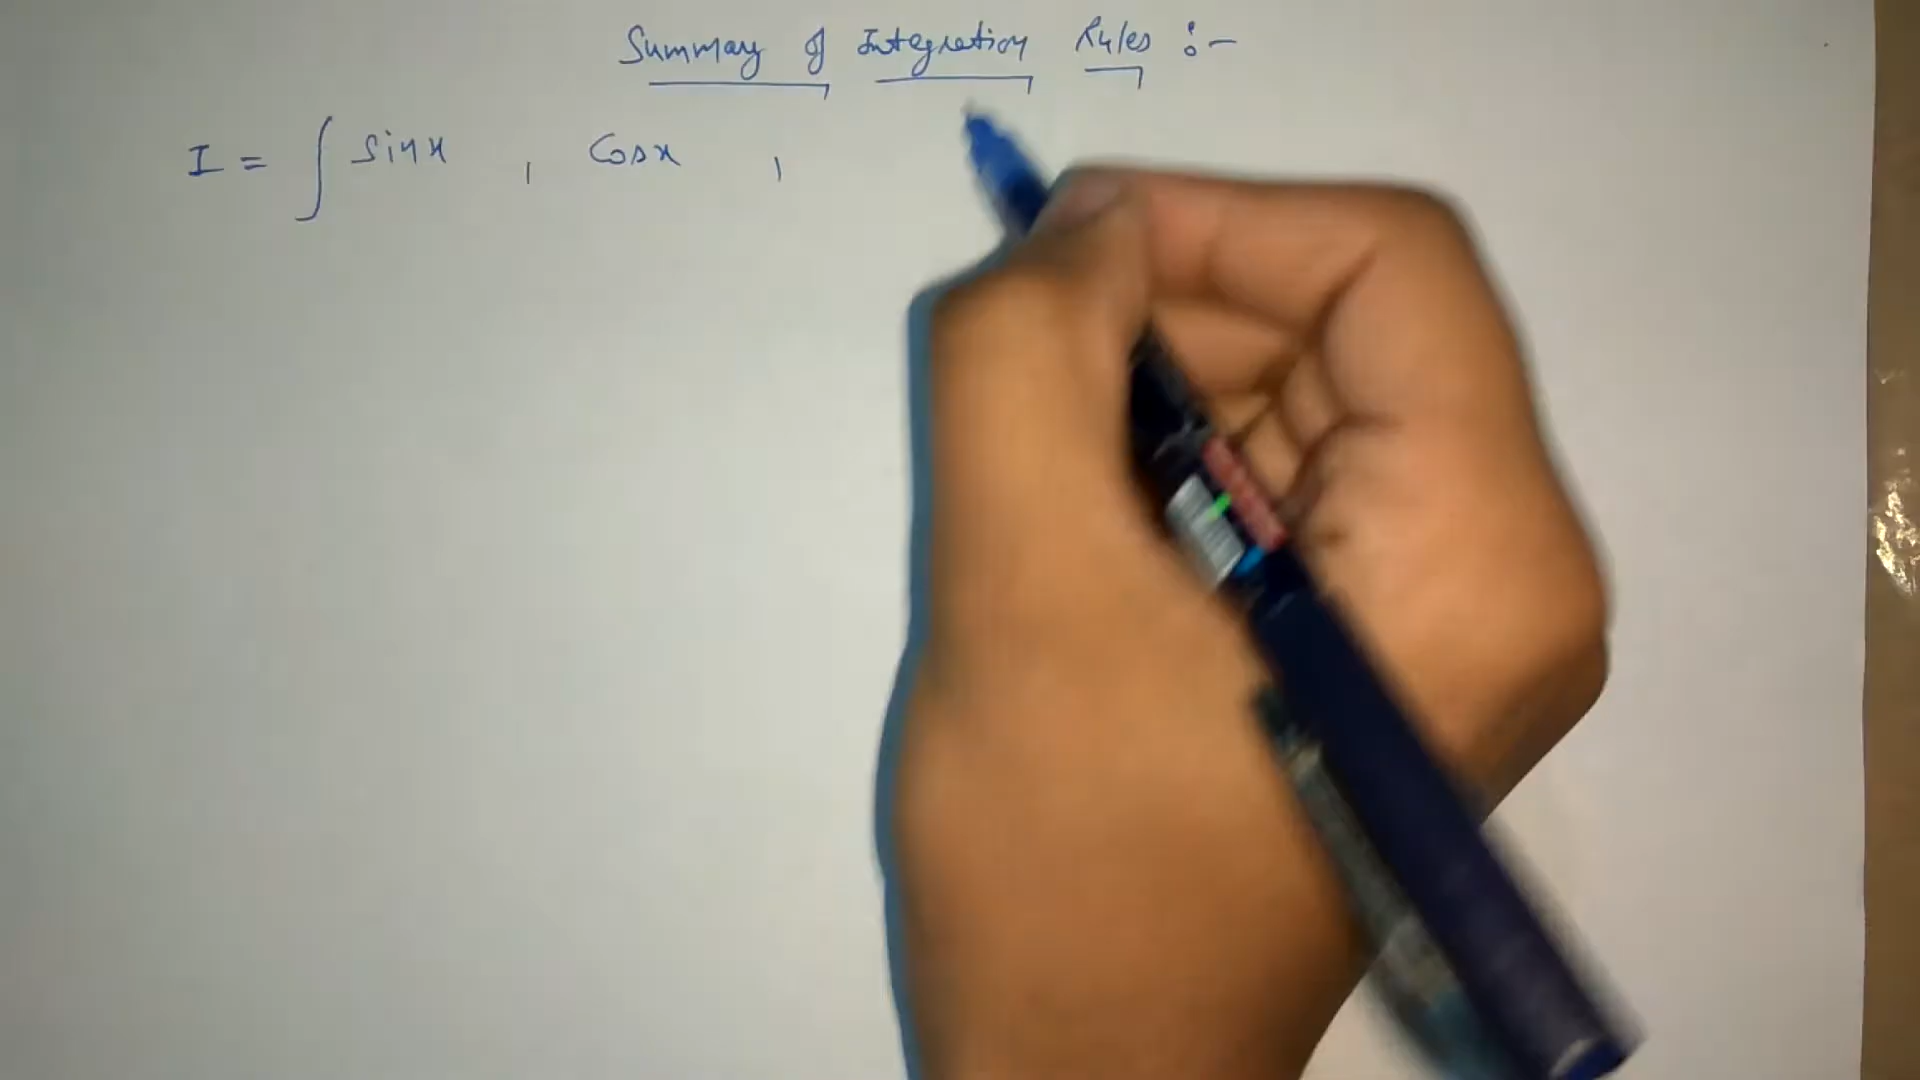 Summary of Integration Rules :-
I = ∫ sinx , Cosx ,